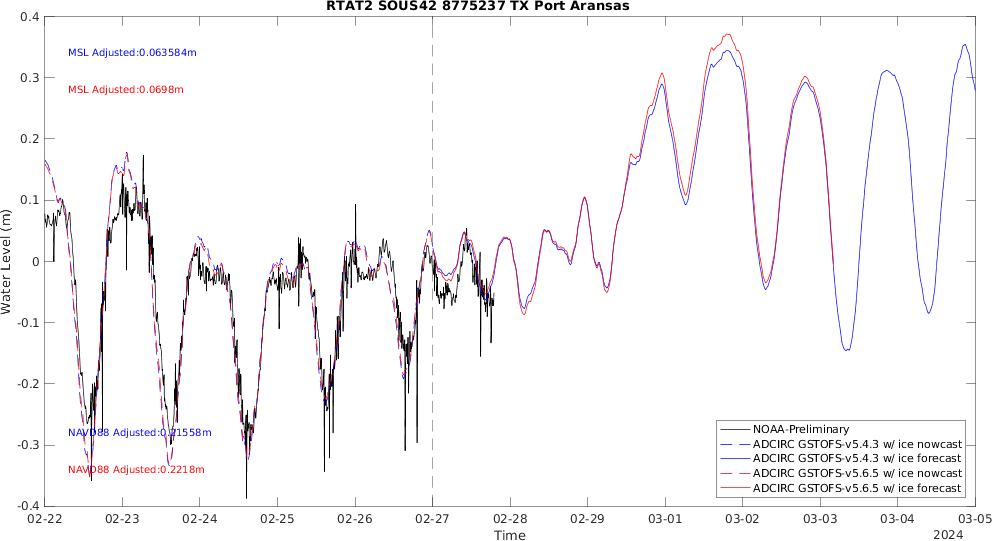 RTAT2 SOUS42 8775237 TX Port Aransas
0.4
0.3
0.2
0.1
0
-0.1
-0.2
-0.3
-0.4
Water Level (m)
MSL Adjusted:0.063584m
MSL Adjusted:0.0698m
NAVD88 Adjusted:0.21558m
NAVD88 Adjusted:0.2218m
NOAA-Preliminary
ADCIRC GSTOFS-v5.4.3 w/ ice nowcast
ADCIRC GSTOFS-v5.4.3 w/ ice forecast
ADCIRC GSTOFS-v5.6.5 w/ ice nowcast
ADCIRC GSTOFS-v5.6.5 w/ ice forecast
02-22 02-23 02-24 02-25 02-26 02-27 02-28 02-29 03-01 03-02 03-03 03-04 03-05
Time
2024